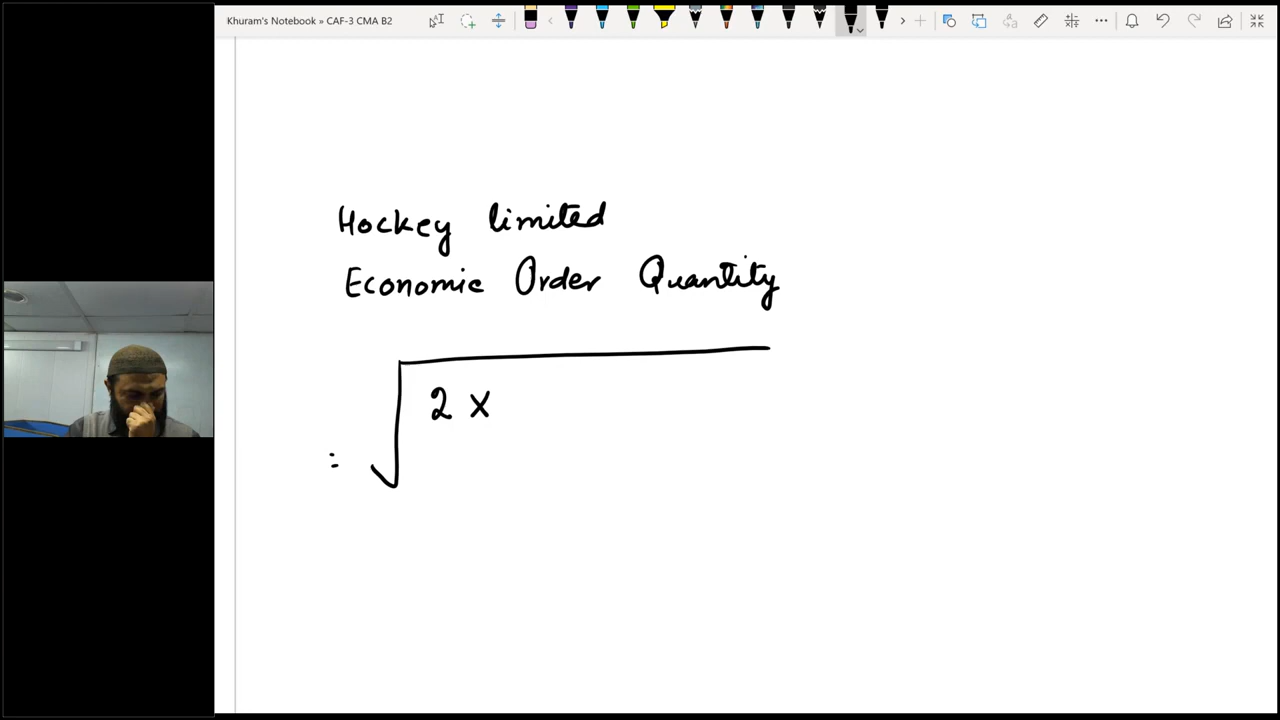 Khuram's Notebook » CAF-3 CMA B2
Hockey limited
Economic Order Quantity
= √ 2 x